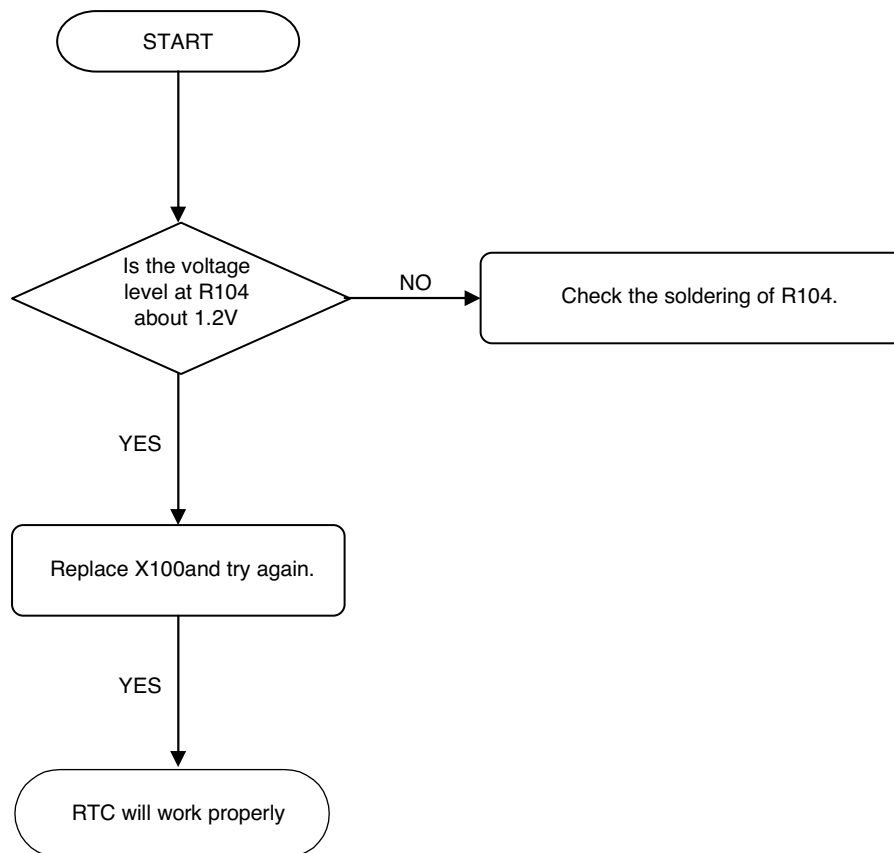 START
Is the voltage
level at R104
about 1.2V
NO
Check the soldering of R104.
YES
Replace X100and try again.
YES
RTC will work properly